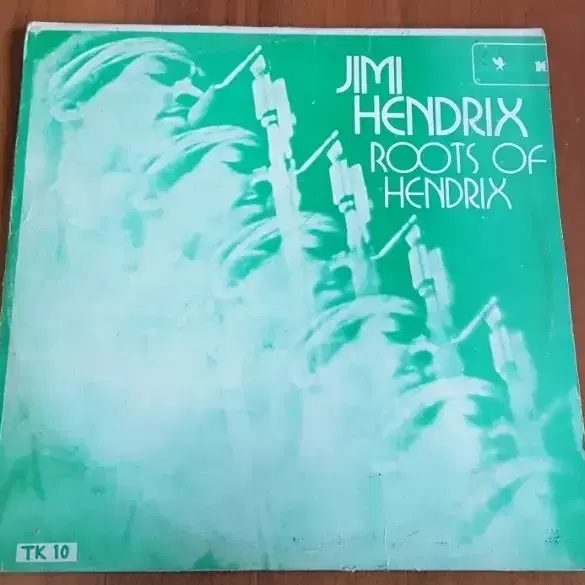 JIMI
HENDRIX
ROOTS OF
HENDRIX
TK 10